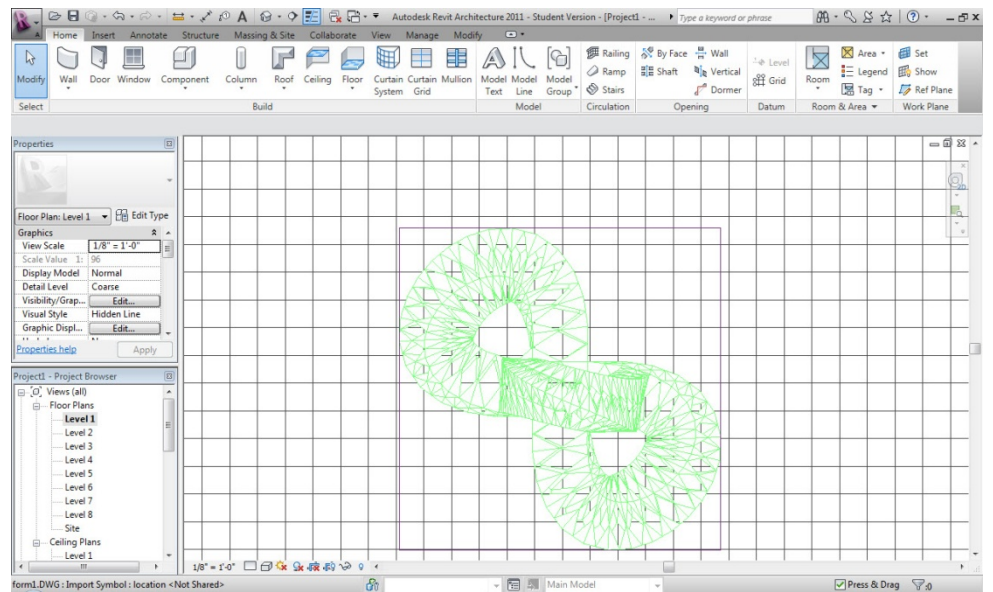 Autodesk Revit Architecture 2011 - Student Version - [Project1 - ... Type a keyword or phrase
Home Insert Annotate Structure Massing & Site Collaborate View Manage Modify
Modify Wall Door Window Component Column Roof Ceiling Floor Curtain System Curtain Grid Mullion Model Text Model Line Model Group
Railing By Face Wall Level Area Set
Ramp Shaft Vertical Grid Room Legend Show
Stairs Dormer Tag Ref Plane
Select Build Model Circulation Opening Datum Room & Area Work Plane
Properties
Floor Plan: Level 1 Edit Type
Graphics
View Scale 1/8" = 1'-0"
Scale Value 1: 96
Display Model Normal
Detail Level Coarse
Visibility/Grap... Edit...
Visual Style Hidden Line
Graphic Displ... Edit...
Properties help Apply
Project1 - Project Browser
Views (all)
Floor Plans
Level 1
Level 2
Level 3
Level 4
Level 5
Level 6
Level 7
Level 8
Site
Ceiling Plans
Level 1
1/8" = 1'-0"
form1.DWG : Import Symbol : location <Not Shared> Main Model Press & Drag :0